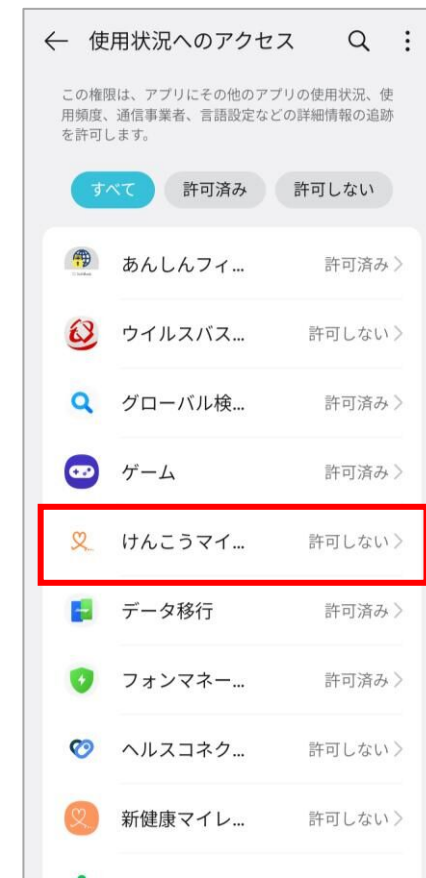 使用状況へのアクセス
この権限は、アプリにその他のアプリの使用状況、使
用頻度、通信事業者、言語設定などの詳細情報の追跡
を許可します。
すべて 許可済み 許可しない
あんしんフィ... 許可済み
ウイルスバス... 許可しない
グローバル検... 許可済み
ゲーム 許可済み
けんこうマイ... 許可しない
データ移行 許可済み
フォンマネー... 許可済み
ヘルスコネク... 許可しない
新健康マイレ... 許可しない